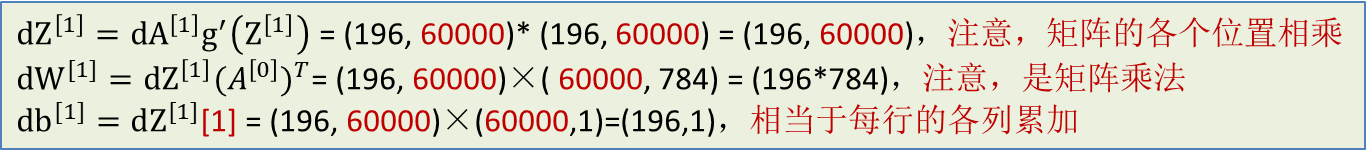 dZ^{[1]} = dA^{[1]}g′(Z^{[1]}) = (196, 60000)* (196, 60000) = (196, 60000)，注意，矩阵的各个位置相乘
dW^{[1]} = dZ^{[1]}(A^{[0]})^T = (196, 60000)×( 60000, 784) = (196*784)，注意，是矩阵乘法
db^{[1]} = dZ^{[1]}[1] = (196, 60000)×(60000,1)=(196,1)，相当于每行的各列累加